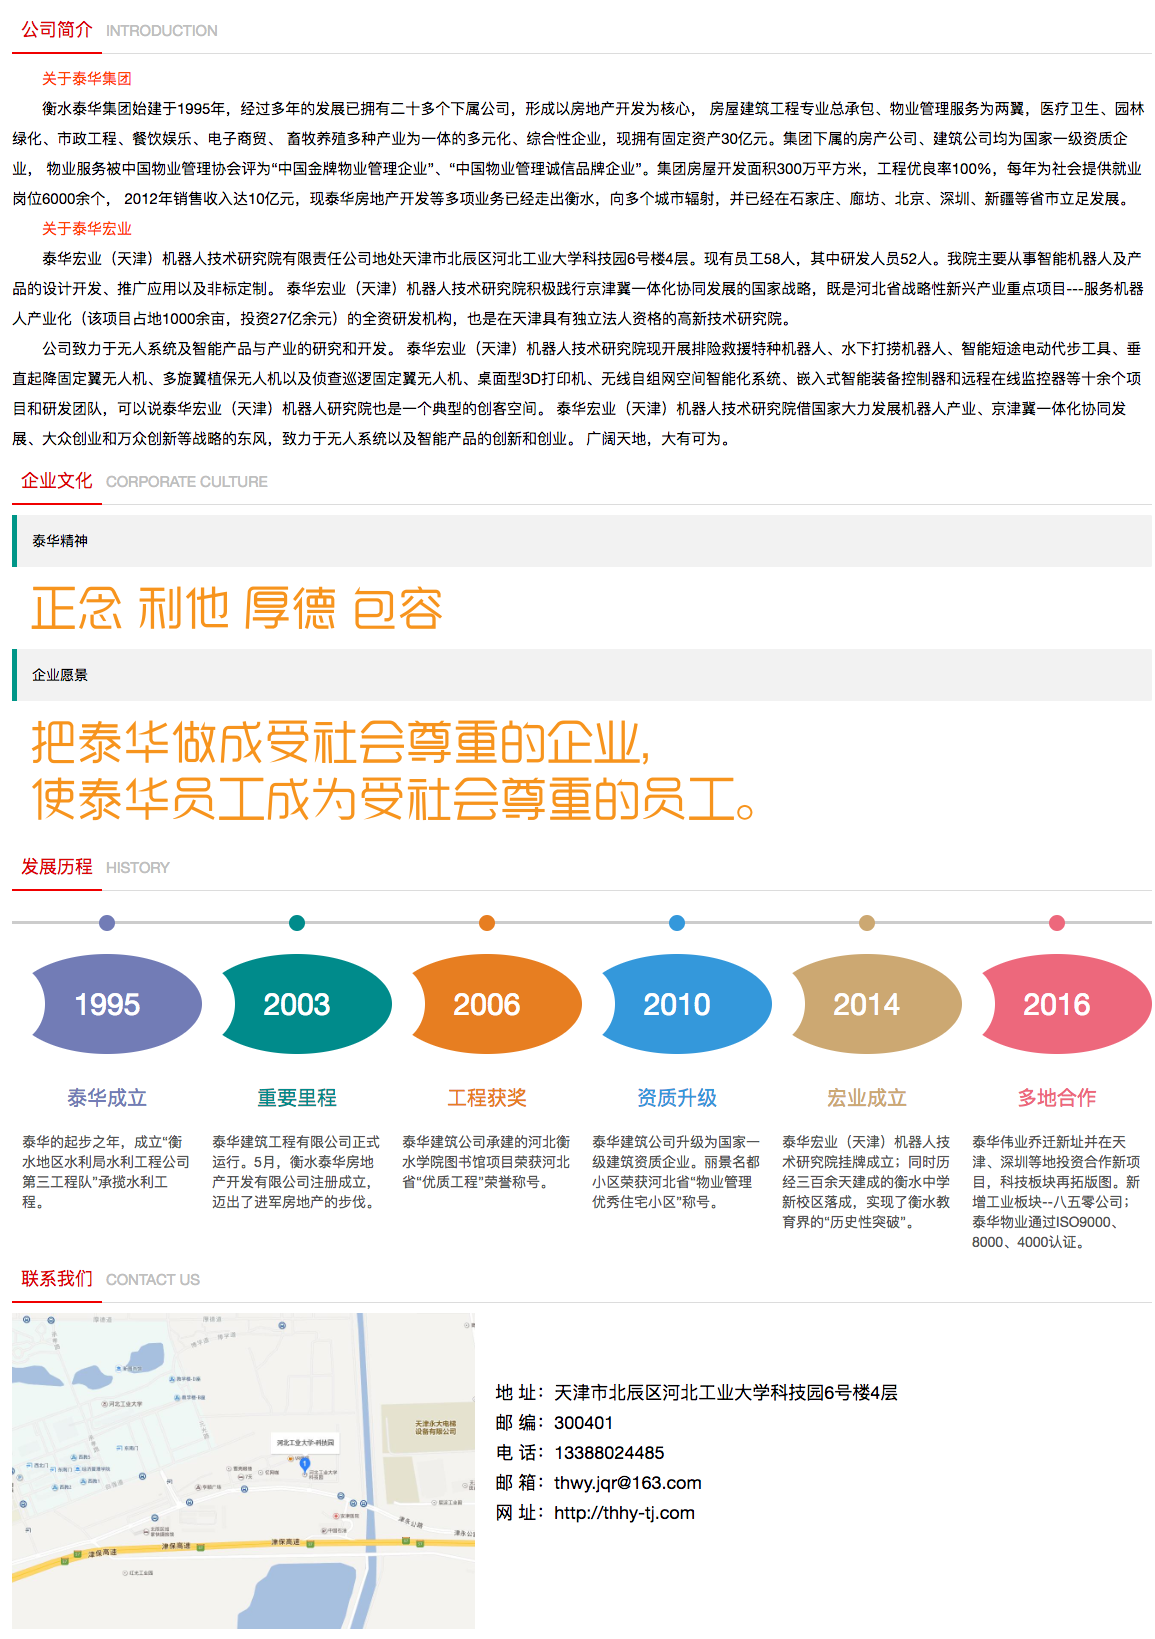 公司简介 INTRODUCTION
关于泰华集团
衡水泰华集团始建于1995年，经过多年的发展已拥有二十多个下属公司，形成以房地产开发为核心， 房屋建筑工程专业总承包、物业管理服务为两翼，医疗卫生、园林
绿化、市政工程、餐饮娱乐、电子商贸、 畜牧养殖多种产业为一体的多元化、综合性企业，现拥有固定资产30亿元。集团下属的房产公司、建筑公司均为国家一级资质企
业， 物业服务被中国物业管理协会评为“中国金牌物业管理企业”、“中国物业管理诚信品牌企业”。集团房屋开发面积300万平方米，工程优良率100%，每年为社会提供就业
岗位6000余个， 2012年销售收入达10亿元，现泰华房地产开发等多项业务已经走出衡水，向多个城市辐射，并已经在石家庄、廊坊、北京、深圳、新疆等省市立足发展。
关于泰华宏业
泰华宏业（天津）机器人技术研究院有限责任公司地处天津市北辰区河北工业大学科技园6号楼4层。现有员工58人，其中研发人员52人。我院主要从事智能机器人及产
品的设计开发、推广应用以及非标定制。 泰华宏业（天津）机器人技术研究院积极践行京津冀一体化协同发展的国家战略，既是河北省战略性新兴产业重点项目---服务机器
人产业化（该项目占地1000余亩，投资27亿余元）的全资研发机构，也是在天津具有独立法人资格的高新技术研究院。
公司致力于无人系统及智能产品与产业的研究和开发。 泰华宏业（天津）机器人技术研究院现开展排险救援特种机器人、水下打捞机器人、智能短途电动代步工具、垂
直起降固定翼无人机、多旋翼植保无人机以及侦查巡逻固定翼无人机、桌面型3D打印机、无线自组网空间智能化系统、嵌入式智能装备控制器和远程在线监控器等十余个项
目和研发团队，可以说泰华宏业（天津）机器人研究院也是一个典型的创客空间。 泰华宏业（天津）机器人技术研究院借国家大力发展机器人产业、京津冀一体化协同发
展、大众创业和万众创新等战略的东风，致力于无人系统以及智能产品的创新和创业。 广阔天地，大有可为。
企业文化 CORPORATE CULTURE
泰华精神
正念 利他 厚德 包容
企业愿景
把泰华做成受社会尊重的企业，
使泰华员工成为受社会尊重的员工。
发展历程 HISTORY
1995
2003
2006
2010
2014
2016
泰华成立
重要里程
工程获奖
资质升级
宏业成立
多地合作
泰华的起步之年，成立“衡
水地区水利局水利工程公司
第三工程队”承揽水利工
程。
泰华建筑工程有限公司正式
运行。5月，衡水泰华房地
产开发有限公司注册成立，
迈出了进军房地产的步伐。
泰华建筑公司承建的河北衡
水学院图书馆项目荣获河北
省“优质工程”荣誉称号。
泰华建筑公司升级为国家一
级建筑资质企业。丽景名都
小区荣获河北省“物业管理
优秀住宅小区”称号。
泰华宏业（天津）机器人技
术研究院挂牌成立；同时历
经三百余天建成的衡水中学
新校区落成，实现了衡水教
育界的“历史性突破”。
泰华伟业乔迁新址并在天
津、深圳等地投资合作新项
目，科技板块再拓版图。新
增工业板块--八五零公司；
泰华物业通过ISO9000、
8000、4000认证。
联系我们 CONTACT US
河北工业大学
天津永大电梯
设备有限公司
河北工业大学-科技园
河北工业大学
科技园
津保高速
津保高速
津保高速
津永公路
地 址：天津市北辰区河北工业大学科技园6号楼4层
邮 编：300401
电 话：13388024485
邮 箱：thwy.jqr@163.com
网 址：http://thhy-tj.com